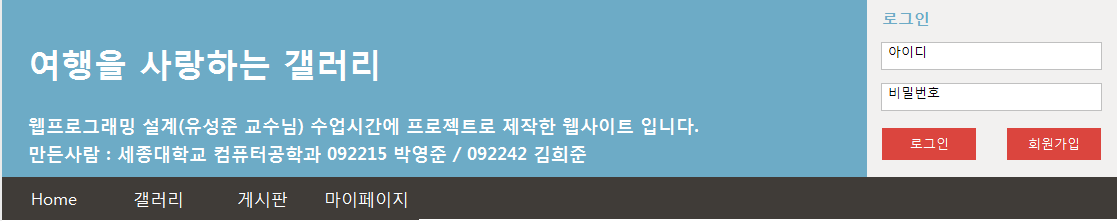 여행을 사랑하는 갤러리
웹프로그래밍 설계(유성준 교수님) 수업시간에 프로젝트로 제작한 웹사이트 입니다.
만든사람 : 세종대학교 컴퓨터공학과 092215 박영준 / 092242 김희준
로그인
아이디
비밀번호
로그인 회원가입
Home 갤러리 게시판 마이페이지